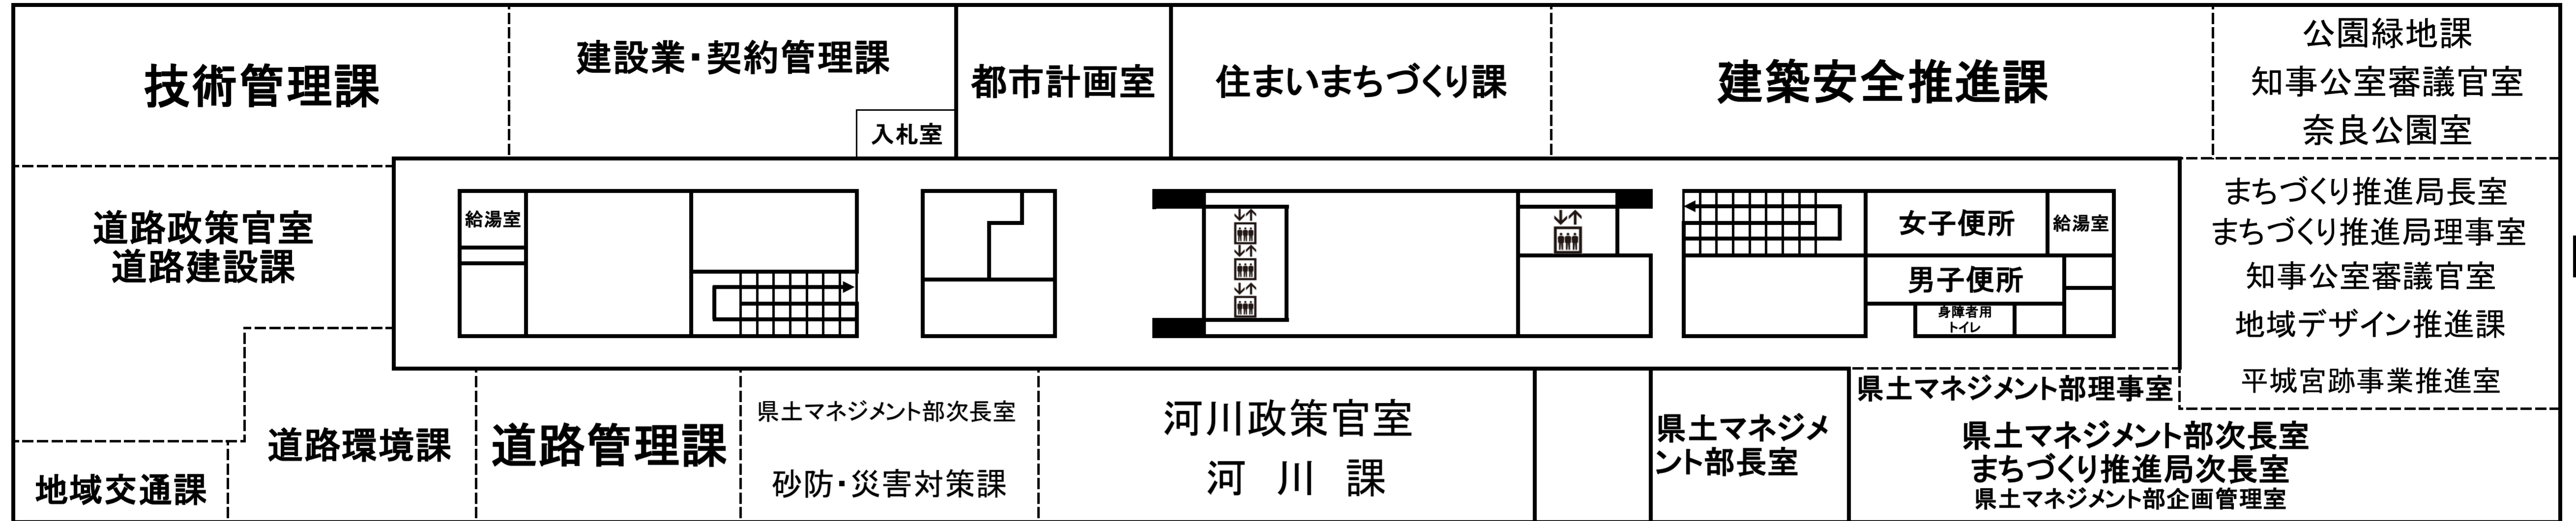 技術管理課
建設業・契約管理課
入札室
都市計画室
住まいまちづくり課
建築安全推進課
公園緑地課
知事公室審議官室
奈良公園室
道路政策官室
道路建設課
給湯室
女子便所
給湯室
男子便所
身障者用
トイレ
まちづくり推進局長室
まちづくり推進局理事室
知事公室審議官室
地域デザイン推進課
平城宮跡事業推進室
地域交通課
道路環境課
道路管理課
県土マネジメント部次長室
砂防・災害対策課
河川政策官室
河川課
県土マネジメ
ント部長室
県土マネジメント部理事室
県土マネジメント部次長室
まちづくり推進局次長室
県土マネジメント部企画管理室